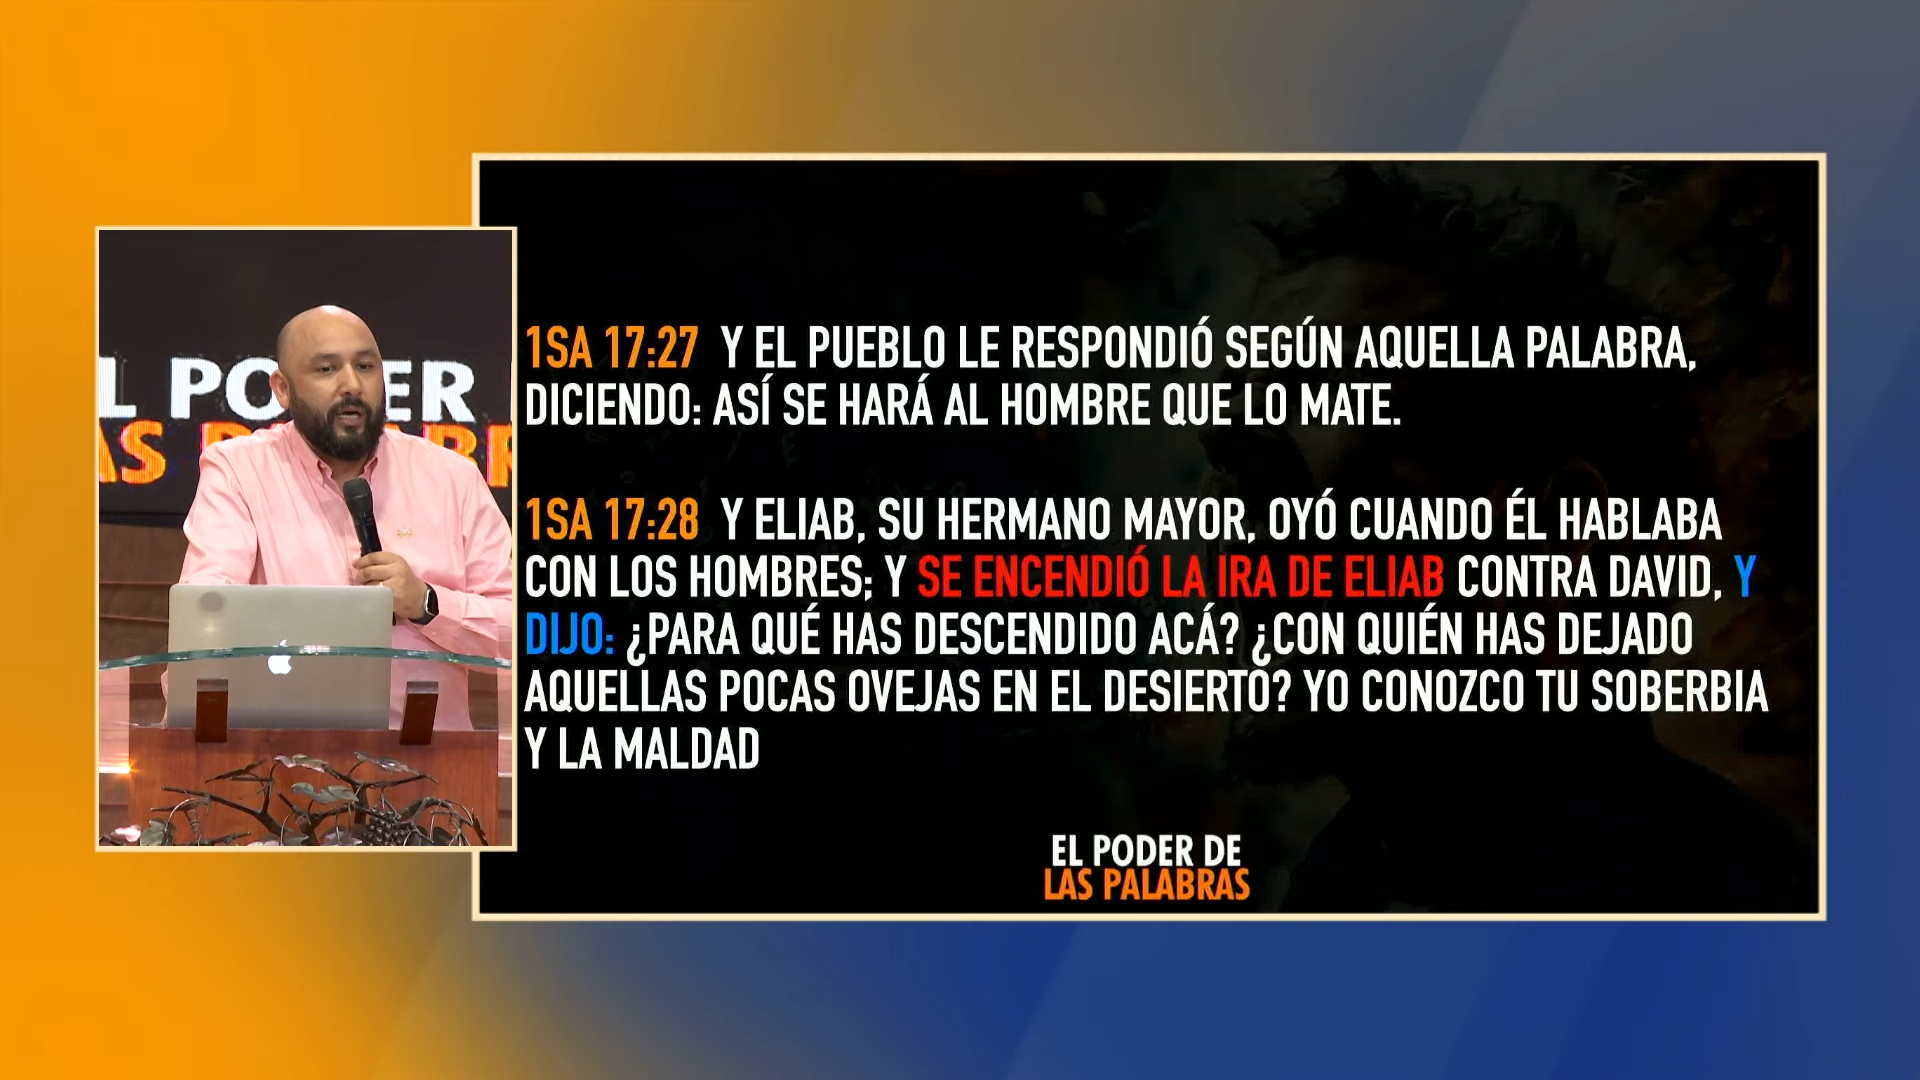 L PODER
AS PALABR
1SA 17:27 Y EL PUEBLO LE RESPONDIÓ SEGÚN AQUELLA PALABRA,
DICIENDO: ASÍ SE HARÁ AL HOMBRE QUE LO MATE.
1SA 17:28 Y ELIAB, SU HERMANO MAYOR, OYÓ CUANDO ÉL HABLABA
CON LOS HOMBRES; Y SE ENCENDIÓ LA IRA DE ELIAB CONTRA DAVID, Y
DIJO: ¿PARA QUÉ HAS DESCENDIDO ACÁ? ¿CON QUIÉN HAS DEJADO
AQUELLAS POCAS OVEJAS EN EL DESIERTO? YO CONOZCO TU SOBERBIA
Y LA MALDAD
EL PODER DE
LAS PALABRAS